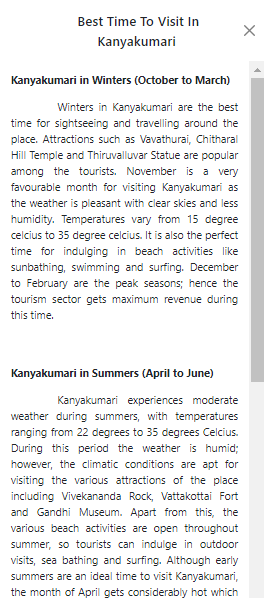 Best Time To Visit In
Kanyakumari
Kanyakumari in Winters (October to March)
Winters in Kanyakumari are the best
time for sightseeing and travelling around the
place. Attractions such as Vavathurai, Chitharal
Hill Temple and Thiruvalluvar Statue are popular
among the tourists. November is a very
favourable month for visiting Kanyakumari as
the weather is pleasant with clear skies and less
humidity. Temperatures vary from 15 degree
celcius to 35 degree celcius. It is also the perfect
time for indulging in beach activities like
sunbathing, swimming and surfing. December
to February are the peak seasons; hence the
tourism sector gets maximum revenue during
this time.
Kanyakumari in Summers (April to June)
Kanyakumari experiences moderate
weather during summers, with temperatures
ranging from 22 degrees to 35 degrees Celcius.
During this period the weather is humid;
however, the climatic conditions are apt for
visiting the various attractions of the place
including Vivekananda Rock, Vattakottai Fort
and Gandhi Museum. Apart from this, the
various beach activities are open throughout
summer, so tourists can indulge in outdoor
visits, sea bathing and surfing. Although early
summers are an ideal time to visit Kanyakumari,
the month of April gets considerably hot which